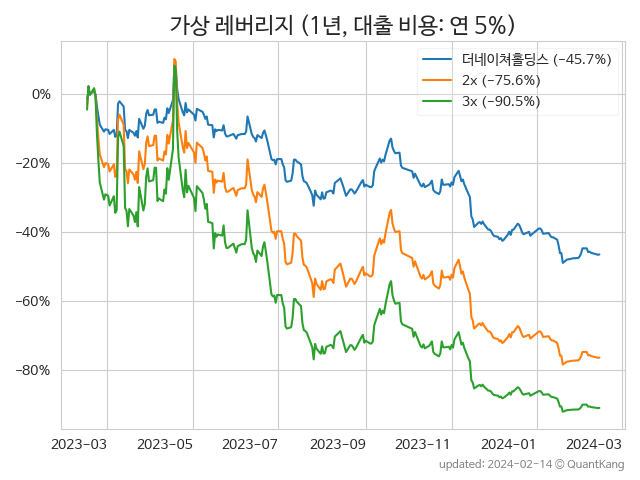 가상 레버리지 (1년, 대출 비용: 연 5%)
더네이쳐홀딩스 (−45.7%)
2x (−75.6%)
3x (−90.5%)
0%
−20%
−40%
−60%
−80%
2023-03 2023-05 2023-07 2023-09 2023-11 2024-01 2024-03
updated: 2024-02-14 © QuantKang